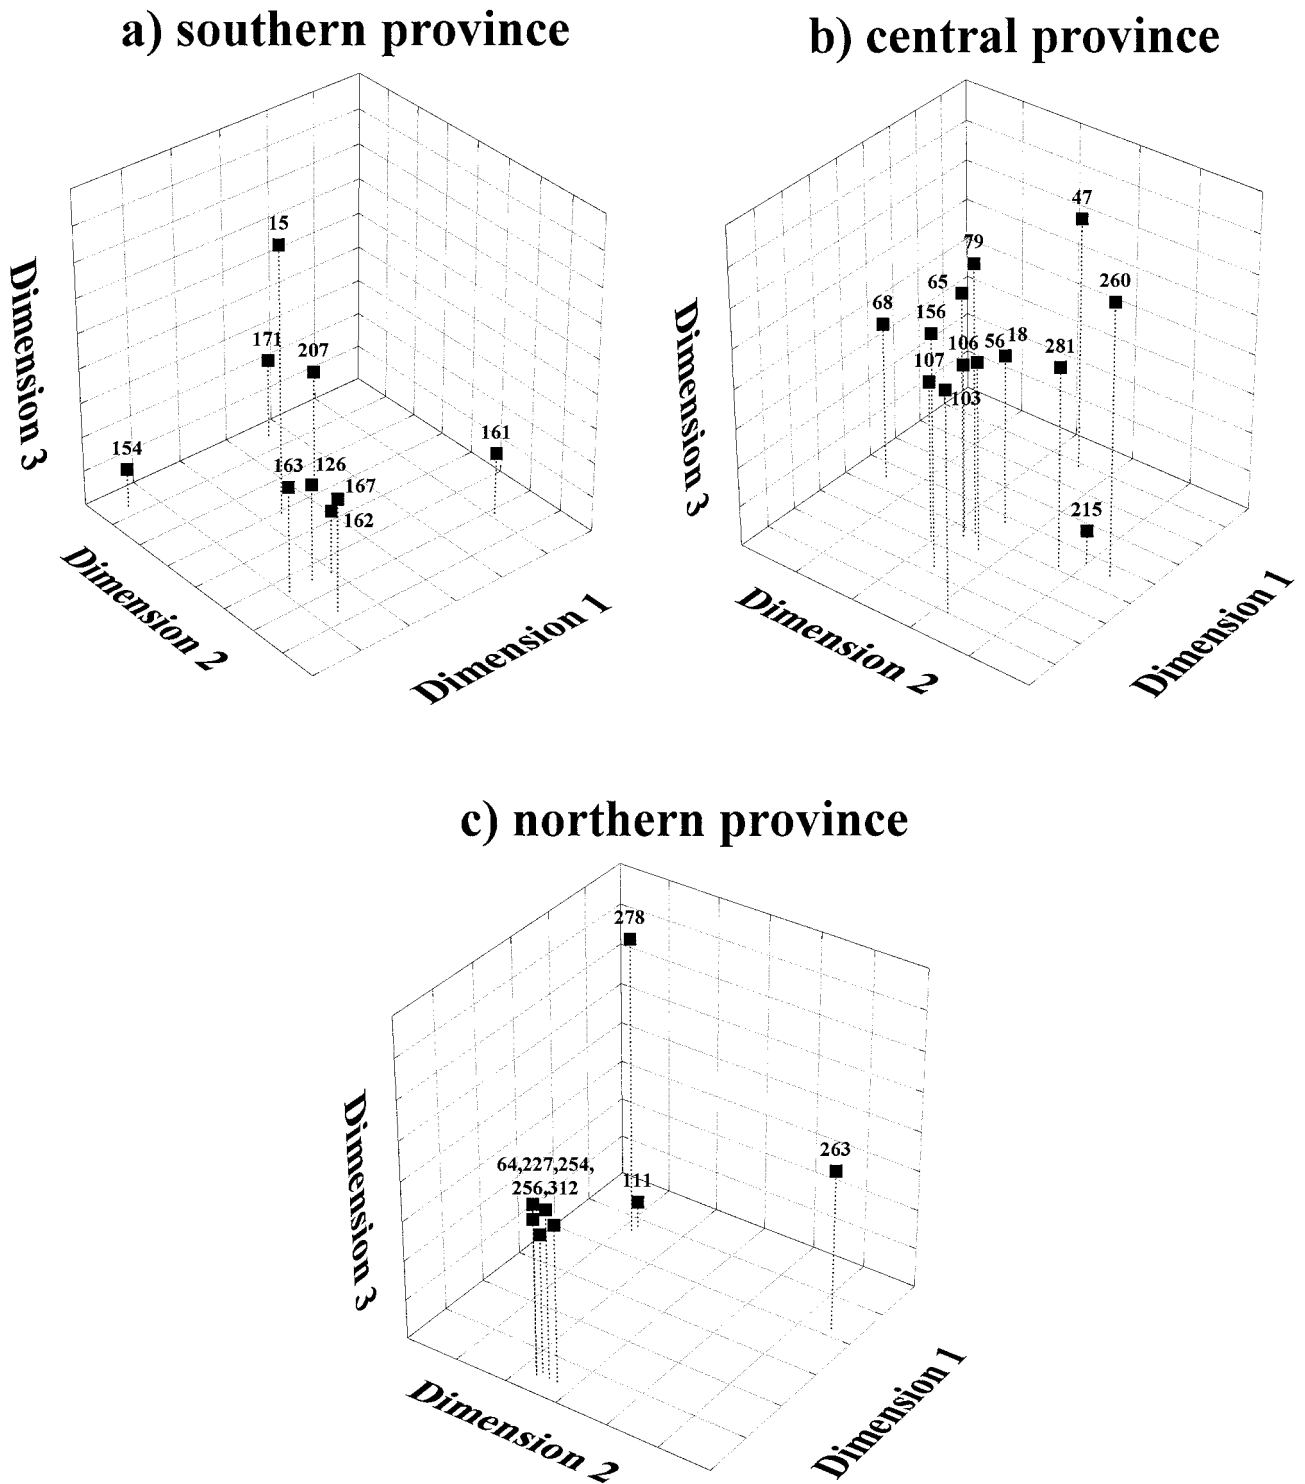 a) southern province
15
171
207
154
161
163
126
167
162
Dimension 3
Dimension 2
Dimension 1
b) central province
47
79
260
65
68
156
106
56
18
281
107
103
215
Dimension 3
Dimension 2
Dimension 1
c) northern province
278
263
64,227,254,
256,312
111
Dimension 3
Dimension 2
Dimension 1